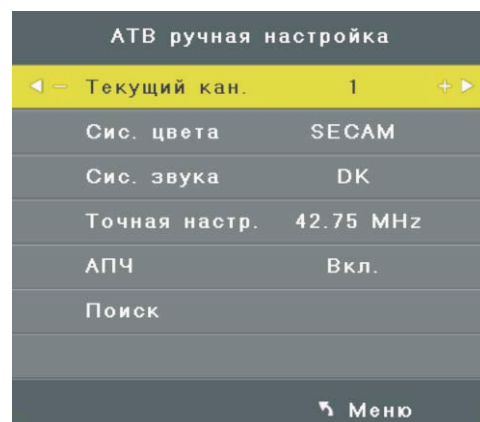 АТВ ручная настройка
− Текущий кан. 1 +
Сис. цвета SECAM
Сис. звука DK
Точная настр. 42.75 MHz
АПЧ Вкл.
Поиск
Меню